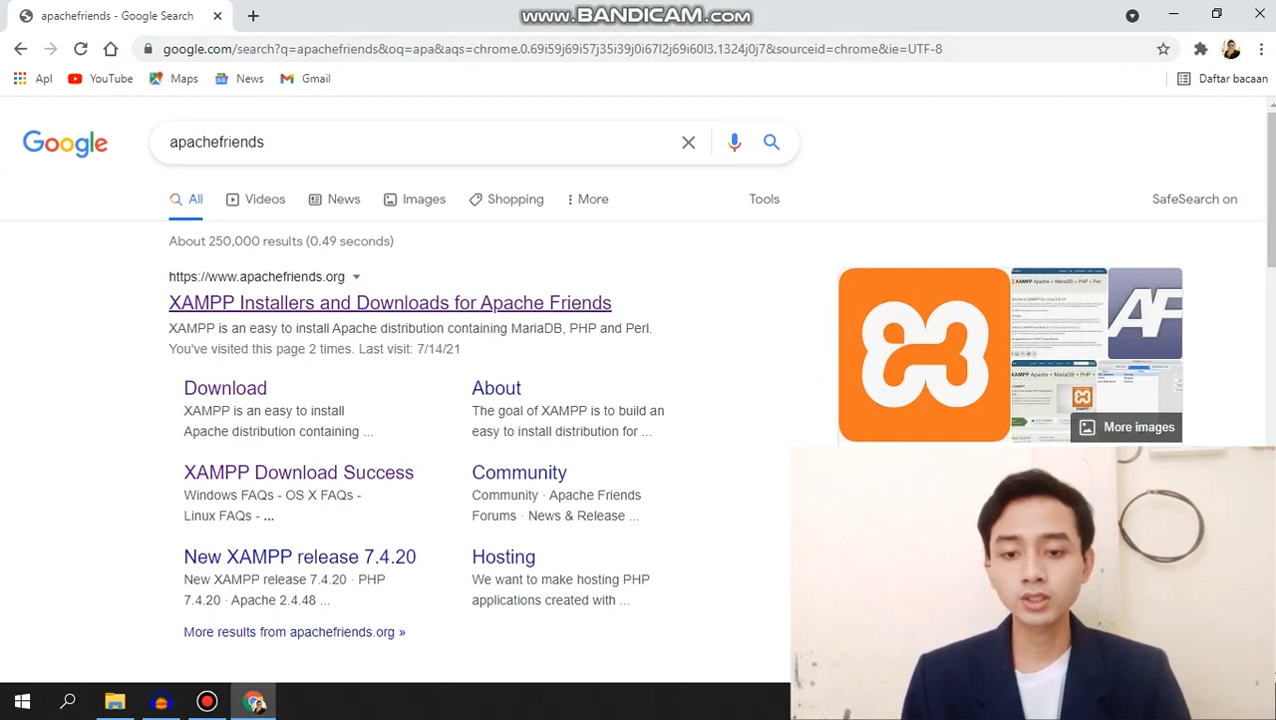 apachefriends - Google Search
www.BANDICAM.com
google.com/search?q=apachefriends&oq=apa&aqs=chrome.0.69i59j69i57j35i39j0i67l2j69i60l3.1324j0j7&sourceid=chrome&ie=UTF-8
Apl YouTube Maps News Gmail Daftar bacaan
Google apachefriends
All Videos News Images Shopping More Tools SafeSearch on
About 250,000 results (0.49 seconds)
https://www.apachefriends.org
XAMPP Installers and Downloads for Apache Friends
XAMPP is an easy to install Apache distribution containing MariaDB, PHP and Perl.
You've visited this page 2 times. Last visit: 7/14/21
Download
XAMPP is an easy to install
Apache distribution containing ...
About
The goal of XAMPP is to build an
easy to install distribution for ...
XAMPP Download Success
Windows FAQs - OS X FAQs -
Linux FAQs - ...
Community
Community · Apache Friends
Forums · News & Release ...
New XAMPP release 7.4.20
New XAMPP release 7.4.20 · PHP
7.4.20 · Apache 2.4.48 ...
Hosting
We want to make hosting PHP
applications created with ...
More results from apachefriends.org »
AF
More images